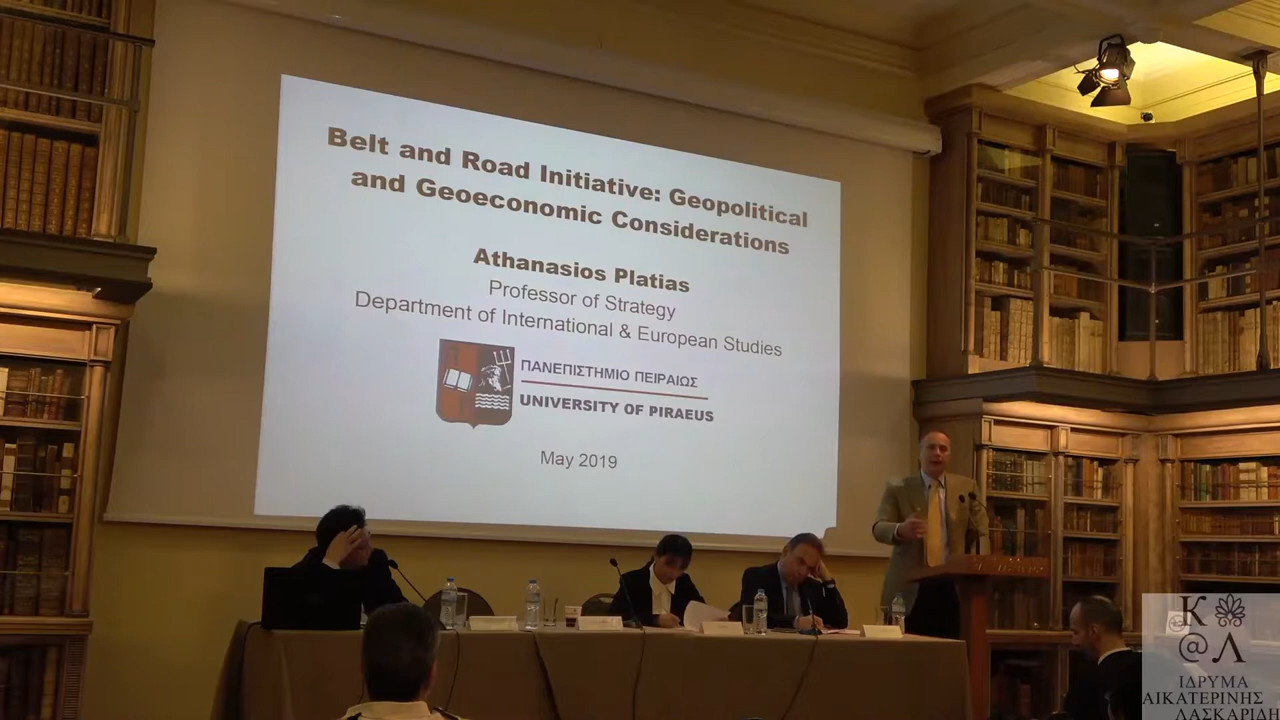 Belt and Road Initiative: Geopolitical
and Geoeconomic Considerations
Athanasios Platias
Professor of Strategy
Department of International & European Studies
ΠΑΝΕΠΙΣΤΗΜΙΟ ΠΕΙΡΑΙΩΣ
UNIVERSITY OF PIRAEUS
May 2019
Κ
@Λ
ΙΔΡΥΜΑ
ΑΙΚΑΤΕΡΙΝΗΣ
ΛΑΣΚΑΡΙΔΗ